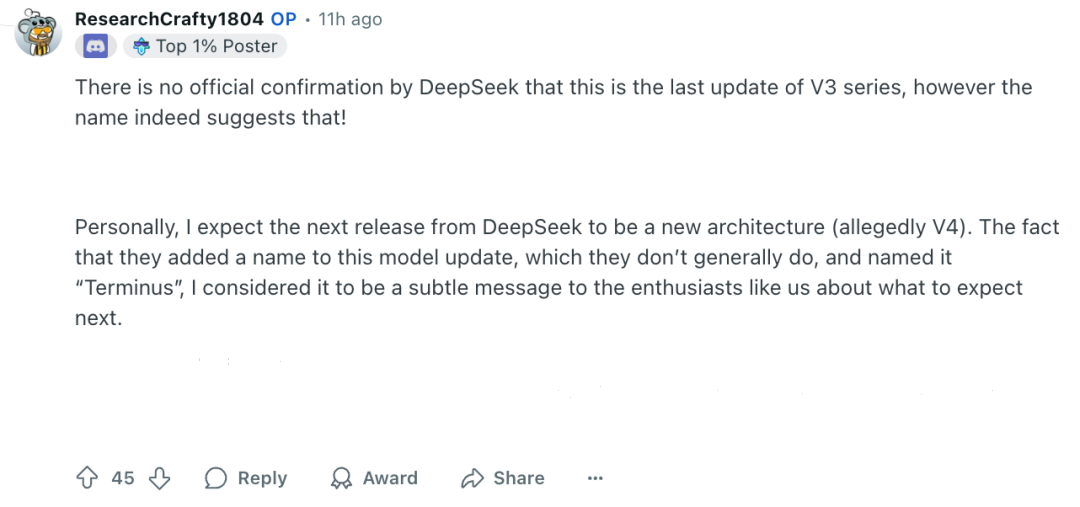 ResearchCrafty1804 OP • 11h ago
Top 1% Poster
There is no official confirmation by DeepSeek that this is the last update of V3 series, however the
name indeed suggests that!
Personally, I expect the next release from DeepSeek to be a new architecture (allegedly V4). The fact
that they added a name to this model update, which they don’t generally do, and named it
“Terminus”, I considered it to be a subtle message to the enthusiasts like us about what to expect
next.
45 Reply Award Share ...